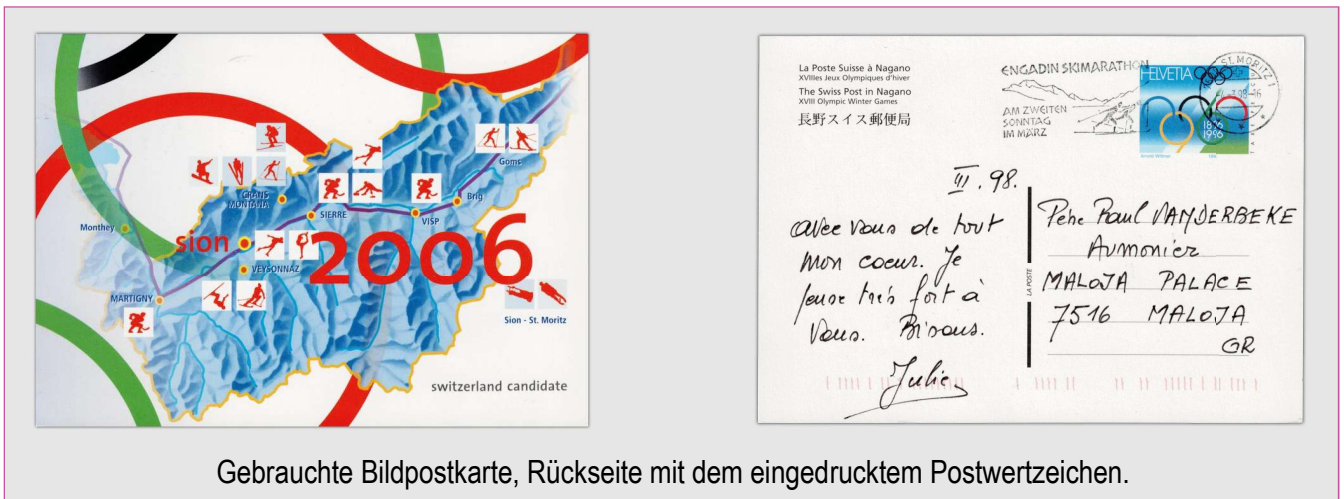 CRANS
MONTANA
Goms
Brig
SIERRE
VISP
Monthey
sion 2006
VEYSONNAZ
MARTIGNY
Sion - St. Moritz
switzerland candidate
La Poste Suisse à Nagano
XVIIIes Jeux Olympiques d'hiver
The Swiss Post in Nagano
XVIII Olympic Winter Games
長野スイス郵便局
ENGADIN SKIMARATHON
AM ZWEITEN
SONNTAG
IM MÄRZ
HELVETIA
1896
1996
ST. MORITZ 1
III. 98.
avec vous de tout
mon coeur. Je
pense très fort à
vous. Bisous.
Julie
LA POSTE
Père Paul VANDERBEKE
Aumonier
MALOJA PALACE
7516 MALOJA
GR
Gebrauchte Bildpostkarte, Rückseite mit dem eingedrucktem Postwertzeichen.